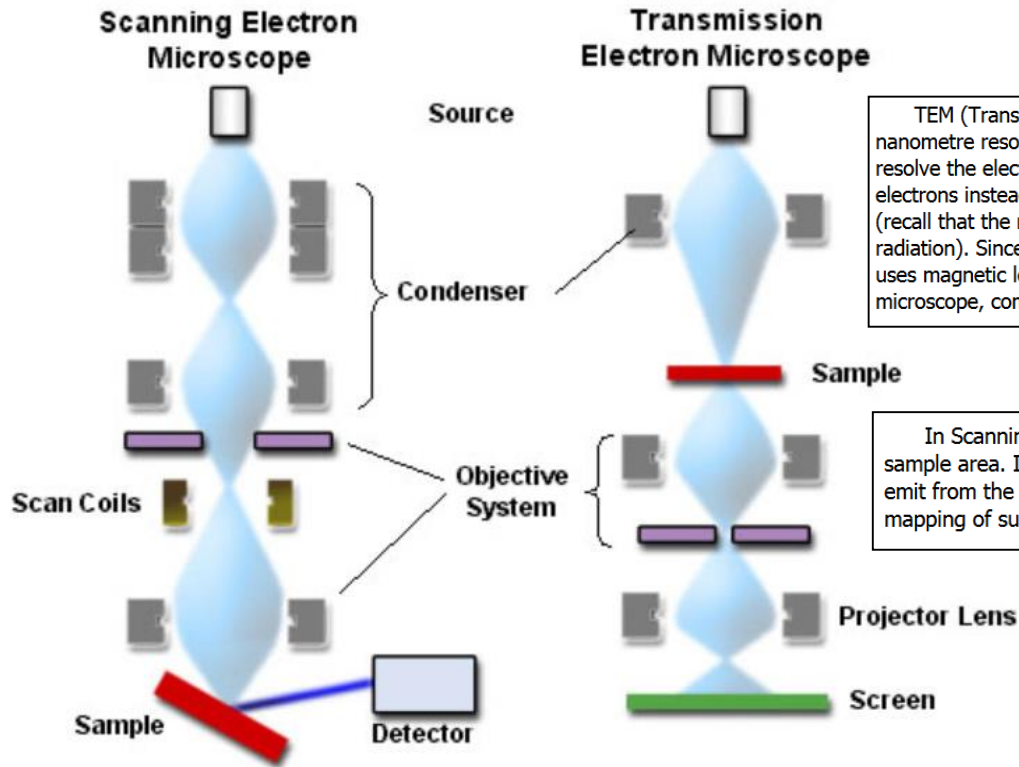 Scanning Electron
Microscope
Transmission
Electron Microscope
Source
TEM (Trans
nanometre reso
resolve the elec
electrons instea
(recall that the
radiation). Since
uses magnetic
microscope, con
Condenser
Sample
In Scannin
sample area. I
emit from the
mapping of su
Objective
System
Scan Coils
Projector Lens
Sample
Detector
Screen